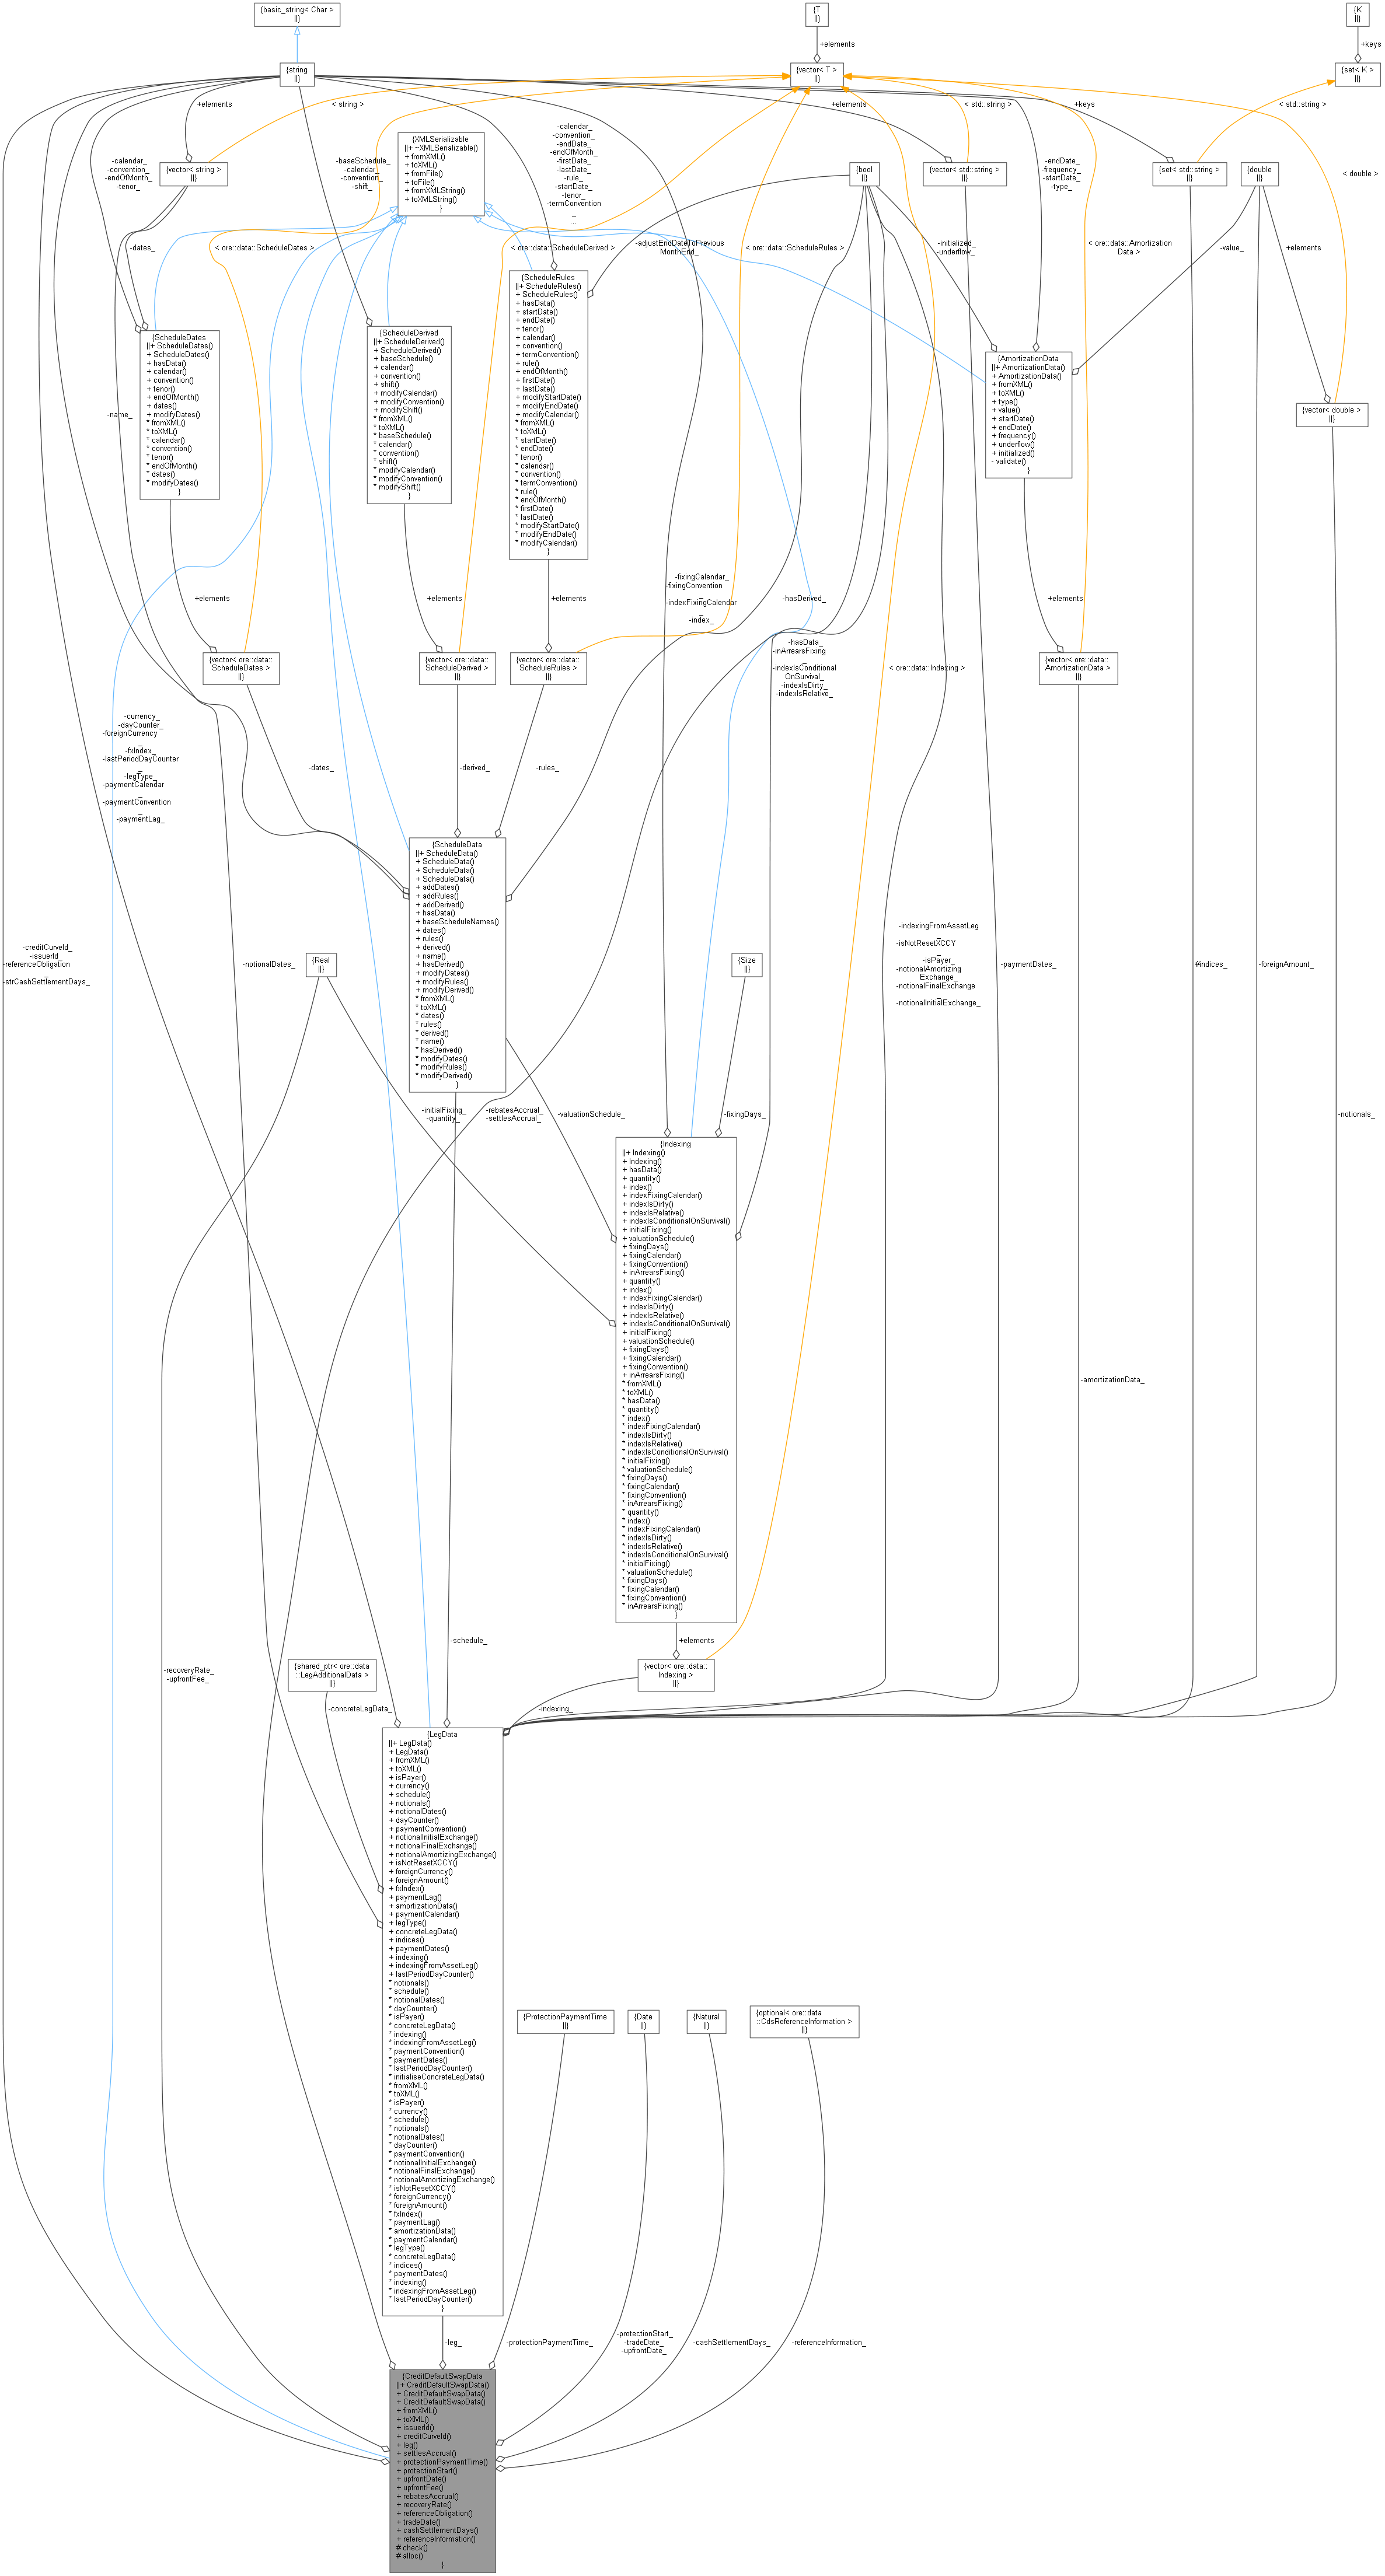 {basic_string< Char >
||}
{T
||}
{K
||}
+elements
+keys
{string
||}
{vector< T >
||}
{set< K >
||}
+elements
< string >
-calendar_
-convention_
-endDate_
-endOfMonth_
-firstDate_
-lastDate_
-rule_
-startDate_
-tenor_
-termConvention
_
...
+elements
< std::string >
+keys
< std::string >
{XMLSerializable
||+ ~XMLSerializable()
+ fromXML()
+ toXML()
+ fromFile()
+ toFile()
+ fromXMLString()
+ toXMLString()
}
-calendar_
-convention_
-endOfMonth_
-tenor_
{vector< string >
||}
-baseSchedule_
-calendar_
-convention_
-shift_
{bool
||}
{vector< std::string >
||}
-endDate_
-frequency_
-startDate_
-type_
{set< std::string >
||}
{double
||}
< double >
-dates_
< ore::data::ScheduleDates >
< ore::data::ScheduleDerived >
-adjustEndDateToPrevious
MonthEnd_
< ore::data::ScheduleRules >
-initialized_
-underflow_
< ore::data::Amortization
Data >
-value_
+elements
{ScheduleDates
||+ ScheduleDates()
+ ScheduleDates()
+ hasData()
+ calendar()
+ convention()
+ tenor()
+ endOfMonth()
+ dates()
+ modifyDates()
* fromXML()
* toXML()
* calendar()
* convention()
* tenor()
* endOfMonth()
* dates()
* modifyDates()
}
{ScheduleDerived
||+ ScheduleDerived()
+ ScheduleDerived()
+ baseSchedule()
+ calendar()
+ convention()
+ shift()
+ modifyCalendar()
+ modifyConvention()
+ modifyShift()
* fromXML()
* toXML()
* baseSchedule()
* calendar()
* convention()
* shift()
* modifyCalendar()
* modifyConvention()
* modifyShift()
}
{ScheduleRules
||+ ScheduleRules()
+ ScheduleRules()
+ hasData()
+ startDate()
+ endDate()
+ tenor()
+ calendar()
+ convention()
+ termConvention()
+ rule()
+ endOfMonth()
+ firstDate()
+ lastDate()
+ modifyStartDate()
+ modifyEndDate()
+ modifyCalendar()
* fromXML()
* toXML()
* startDate()
* endDate()
* tenor()
* calendar()
* convention()
* termConvention()
* rule()
* endOfMonth()
* firstDate()
* lastDate()
* modifyStartDate()
* modifyEndDate()
* modifyCalendar()
}
{AmortizationData
||+ AmortizationData()
+ AmortizationData()
+ fromXML()
+ toXML()
+ type()
+ value()
+ startDate()
+ endDate()
+ frequency()
+ underflow()
+ initialized()
- validate()
}
{vector< double >
||}
-name_
+elements
+elements
+elements
-fixingCalendar_
-fixingConvention
_
-indexFixingCalendar
_
-index_
-hasDerived_
+elements
-hasData_
-inArrearsFixing
_
-indexIsConditional
OnSurvival_
-indexIsDirty_
-indexIsRelative_
< ore::data::Indexing >
{vector< ore::data::
ScheduleDates >
||}
{vector< ore::data::
ScheduleDerived >
||}
{vector< ore::data::
ScheduleRules >
||}
{vector< ore::data::
AmortizationData >
||}
-currency_
-dayCounter_
-foreignCurrency
_
-fxIndex_
-lastPeriodDayCounter
_
-legType_
-paymentCalendar
_
-paymentConvention
_
-paymentLag_
-dates_
-derived_
-rules_
{ScheduleData
||+ ScheduleData()
+ ScheduleData()
+ ScheduleData()
+ ScheduleData()
+ addDates()
+ addRules()
+ addDerived()
+ hasData()
+ baseScheduleNames()
+ dates()
+ rules()
+ derived()
+ name()
+ hasDerived()
+ modifyDates()
+ modifyRules()
+ modifyDerived()
* fromXML()
* toXML()
* dates()
* rules()
* derived()
* name()
* hasDerived()
* modifyDates()
* modifyRules()
* modifyDerived()
}
-creditCurveId_
-issuerId_
-referenceObligation
_
-strCashSettlementDays_
-notionalDates_
{Real
||}
{Size
||}
-indexingFromAssetLeg
_
-isNotResetXCCY
_
-isPayer_
-notionalAmortizing
Exchange_
-notionalFinalExchange
_
-notionalInitialExchange_
-paymentDates_
#indices_
-foreignAmount_
-initialFixing_
-quantity_
-rebatesAccrual_
-settlesAccrual_
-valuationSchedule_
-fixingDays_
-notionals_
{Indexing
||+ Indexing()
+ Indexing()
+ hasData()
+ quantity()
+ index()
+ indexFixingCalendar()
+ indexIsDirty()
+ indexIsRelative()
+ indexIsConditionalOnSurvival()
+ initialFixing()
+ valuationSchedule()
+ fixingDays()
+ fixingCalendar()
+ fixingConvention()
+ inArrearsFixing()
+ quantity()
+ index()
+ indexFixingCalendar()
+ indexIsDirty()
+ indexIsRelative()
+ indexIsConditionalOnSurvival()
+ initialFixing()
+ valuationSchedule()
+ fixingDays()
+ fixingCalendar()
+ fixingConvention()
+ inArrearsFixing()
* fromXML()
* toXML()
* hasData()
* quantity()
* index()
* indexFixingCalendar()
* indexIsDirty()
* indexIsRelative()
* indexIsConditionalOnSurvival()
* initialFixing()
* valuationSchedule()
* fixingDays()
* fixingCalendar()
* fixingConvention()
* inArrearsFixing()
* quantity()
* index()
* indexFixingCalendar()
* indexIsDirty()
* indexIsRelative()
* indexIsConditionalOnSurvival()
* initialFixing()
* valuationSchedule()
* fixingDays()
* fixingCalendar()
* fixingConvention()
* inArrearsFixing()
}
-amortizationData_
-recoveryRate_
-upfrontFee_
-schedule_
+elements
{shared_ptr< ore::data
::LegAdditionalData >
||}
{vector< ore::data::
Indexing >
||}
-concreteLegData_
-indexing_
{LegData
||+ LegData()
+ LegData()
+ fromXML()
+ toXML()
+ isPayer()
+ currency()
+ schedule()
+ notionals()
+ notionalDates()
+ dayCounter()
+ paymentConvention()
+ notionalInitialExchange()
+ notionalFinalExchange()
+ notionalAmortizingExchange()
+ isNotResetXCCY()
+ foreignCurrency()
+ foreignAmount()
+ fxIndex()
+ paymentLag()
+ amortizationData()
+ paymentCalendar()
+ legType()
+ concreteLegData()
+ indices()
+ paymentDates()
+ indexing()
+ indexingFromAssetLeg()
+ lastPeriodDayCounter()
* notionals()
* schedule()
* notionalDates()
* dayCounter()
* isPayer()
* concreteLegData()
* indexing()
* indexingFromAssetLeg()
* paymentConvention()
* paymentDates()
* lastPeriodDayCounter()
* initialiseConcreteLegData()
* fromXML()
* toXML()
* isPayer()
* currency()
* schedule()
* notionals()
* notionalDates()
* dayCounter()
* paymentConvention()
* notionalInitialExchange()
* notionalFinalExchange()
* notionalAmortizingExchange()
* isNotResetXCCY()
* foreignCurrency()
* foreignAmount()
* fxIndex()
* paymentLag()
* amortizationData()
* paymentCalendar()
* legType()
* concreteLegData()
* indices()
* paymentDates()
* indexing()
* indexingFromAssetLeg()
* lastPeriodDayCounter()
}
{ProtectionPaymentTime
||}
{Date
||}
{Natural
||}
{optional< ore::data
::CdsReferenceInformation >
||}
-leg_
-protectionPaymentTime_
-protectionStart_
-tradeDate_
-upfrontDate_
-cashSettlementDays_
-referenceInformation_
{CreditDefaultSwapData
||+ CreditDefaultSwapData()
+ CreditDefaultSwapData()
+ CreditDefaultSwapData()
+ fromXML()
+ toXML()
+ issuerId()
+ creditCurveId()
+ leg()
+ settlesAccrual()
+ protectionPaymentTime()
+ protectionStart()
+ upfrontDate()
+ upfrontFee()
+ rebatesAccrual()
+ recoveryRate()
+ referenceObligation()
+ tradeDate()
+ cashSettlementDays()
+ referenceInformation()
# check()
# alloc()
}